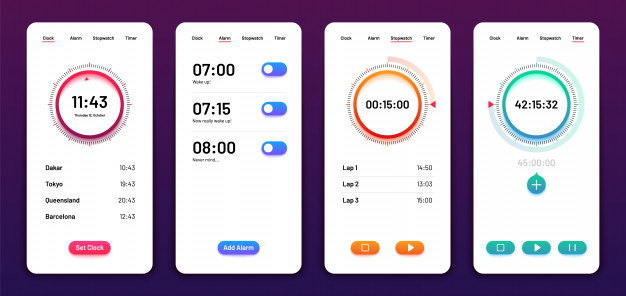 Clock Alarm Stopwatch Timer
11:43
Thursday 12, October
Dakar 10:43
Tokyo 19:43
Queensland 20:43
Barcelona 12:43
Set Clock
Clock Alarm Stopwatch Timer
07:00
Wake up!
07:15
Now really wake up!
08:00
Never mind...
Add Alarm
Clock Alarm Stopwatch Timer
00:15:00
Lap 1 14:50
Lap 2 13:03
Lap 3 15:00
Clock Alarm Stopwatch Timer
42:15:32
45:00:00